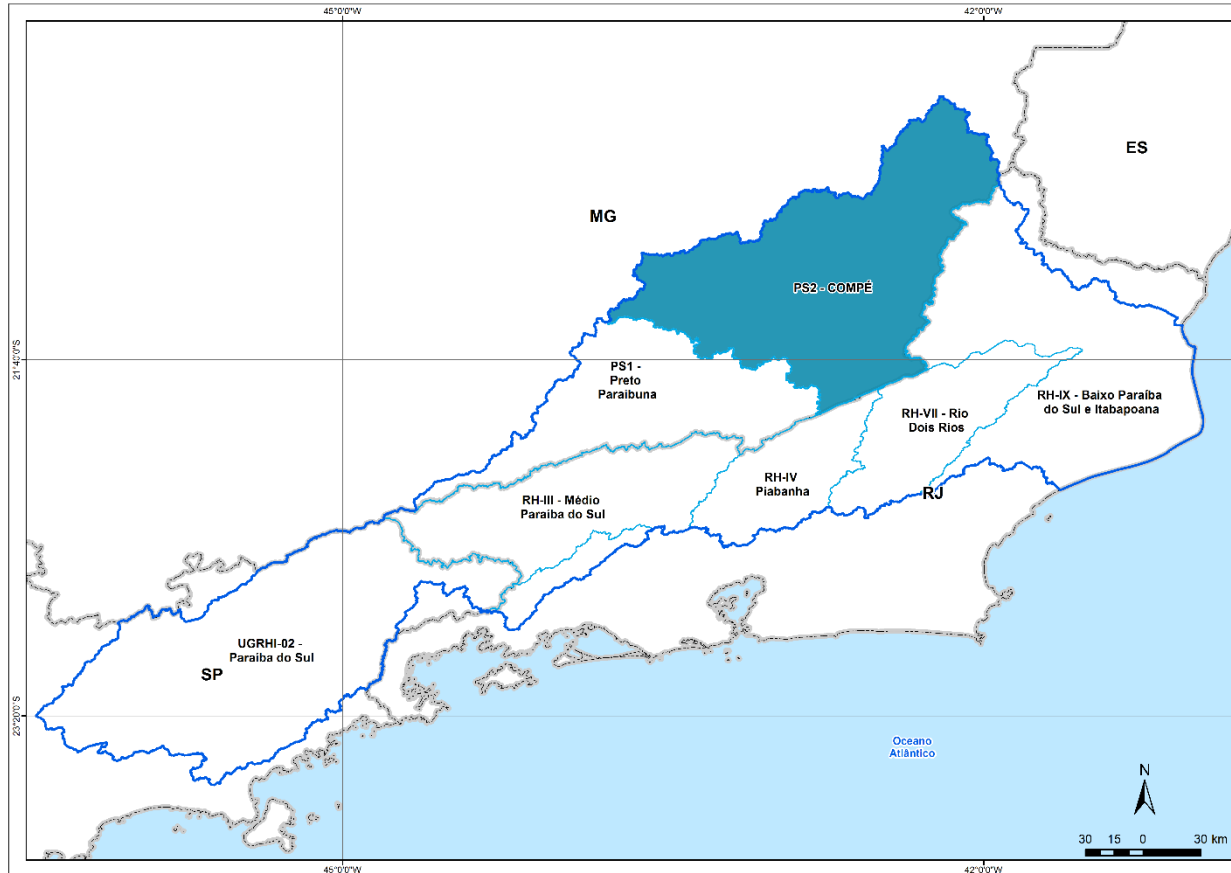 45°0'0"W
42°0'0"W
ES
MG
PS2 - COMPÉ
21°40'0"S
PS1 -
Preto
Paraibuna
RH-IX - Baixo Paraíba
do Sul e Itabapoana
RH-VII - Rio
Dois Rios
RH-IV
Piabanha
RJ
RH-III - Médio
Paraíba do Sul
UGRHI-02 -
Paraíba do Sul
SP
23°20'0"S
Oceano
Atlântico
N
30 15 0 30 km
45°0'0"W
42°0'0"W